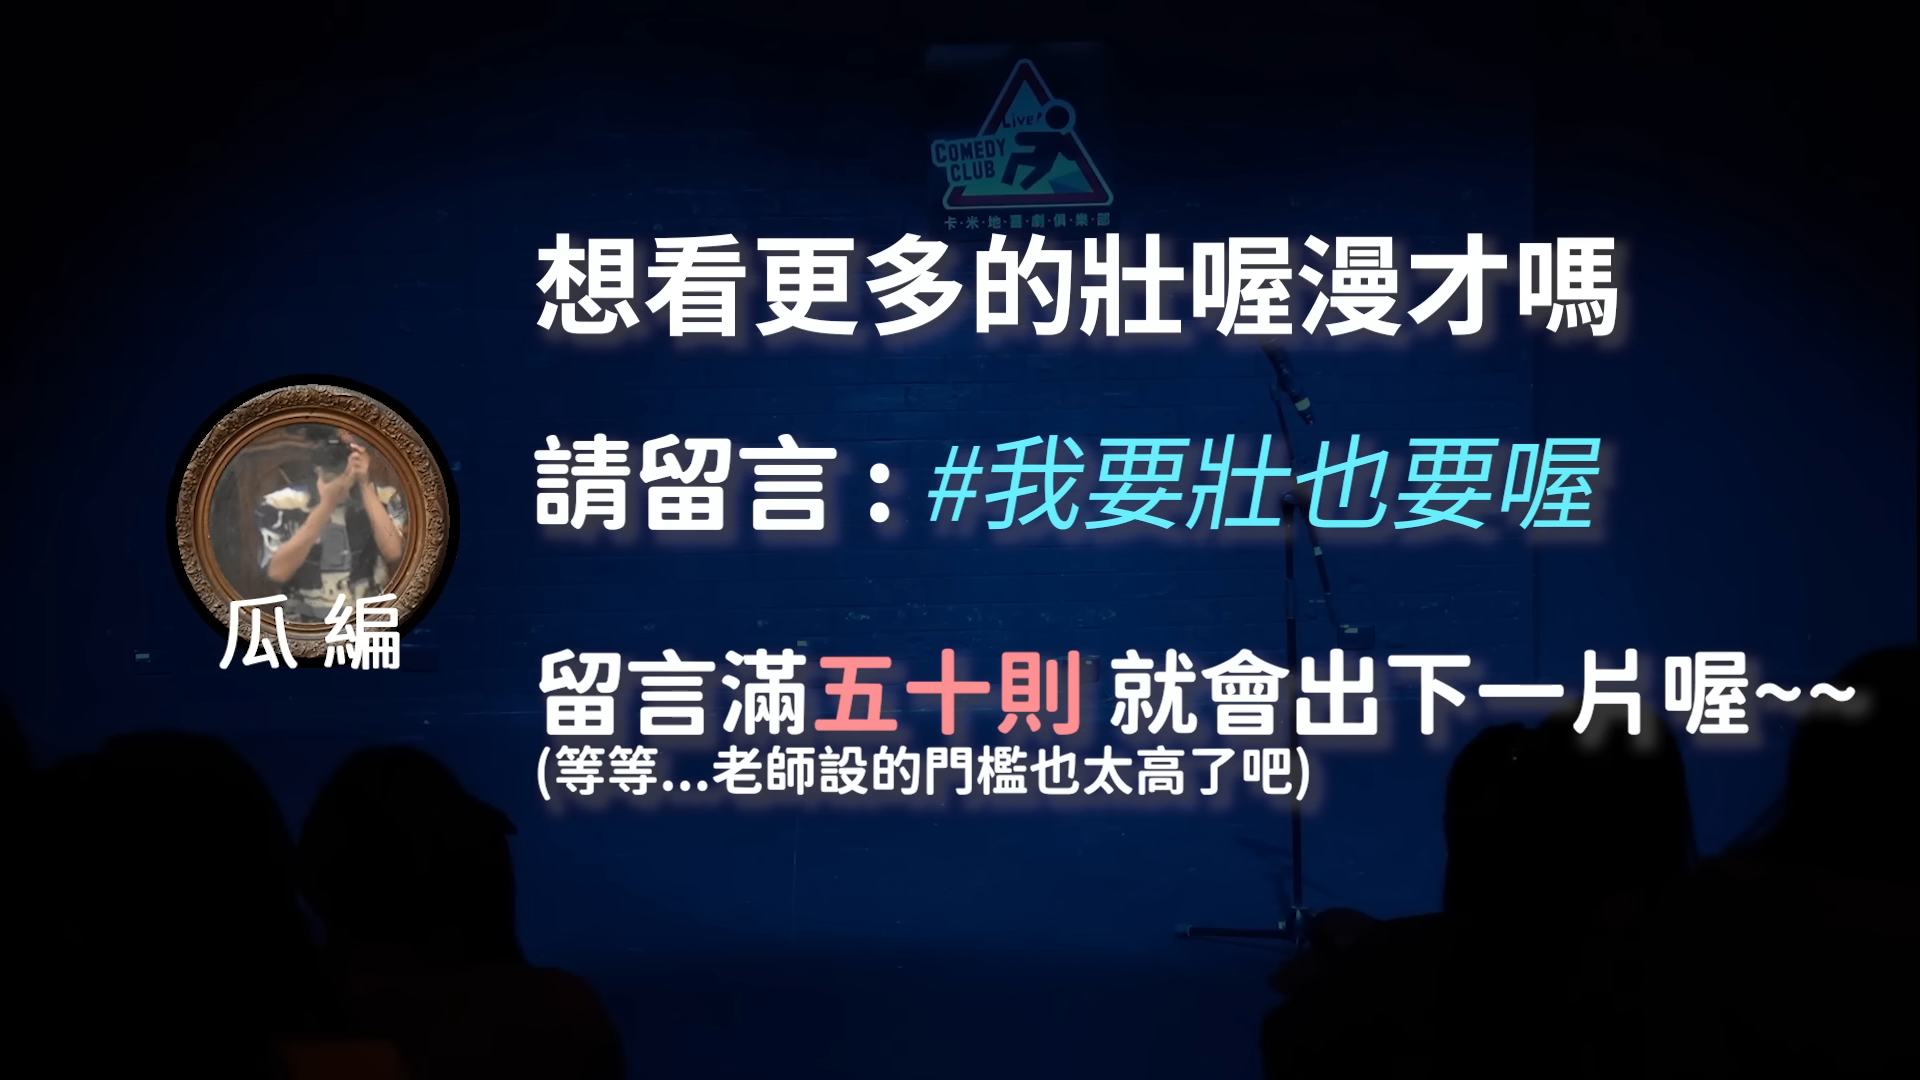 Live!
COMEDY
CLUB
卡·米·地·喜·劇·俱·樂·部
想看更多的壯喔漫才嗎
請留言：#我要壯也要喔
瓜編
留言滿五十則 就會出下一片喔~~
(等等...老師設的門檻也太高了吧)